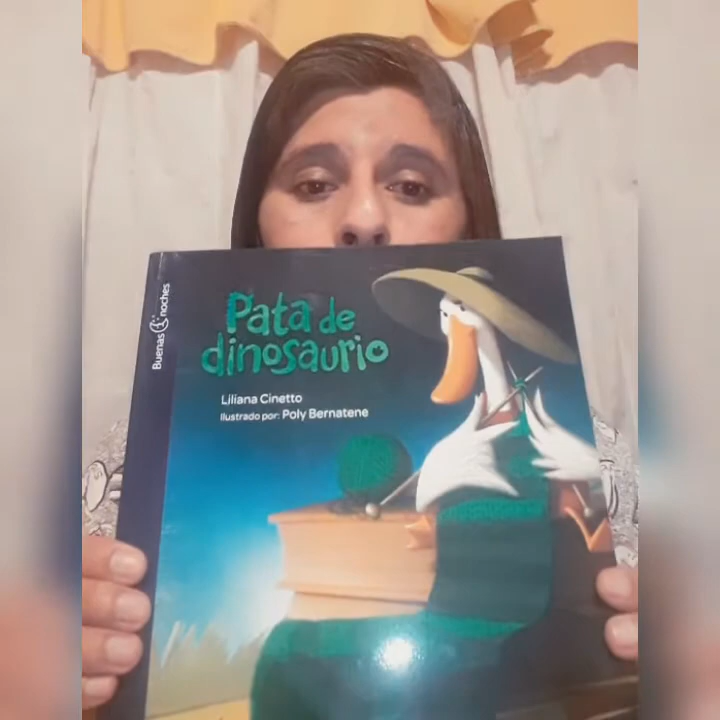 Buenas noches
Pata de
dinosaurio
Liliana Cinetto
Ilustrado por: Poly Bernatene